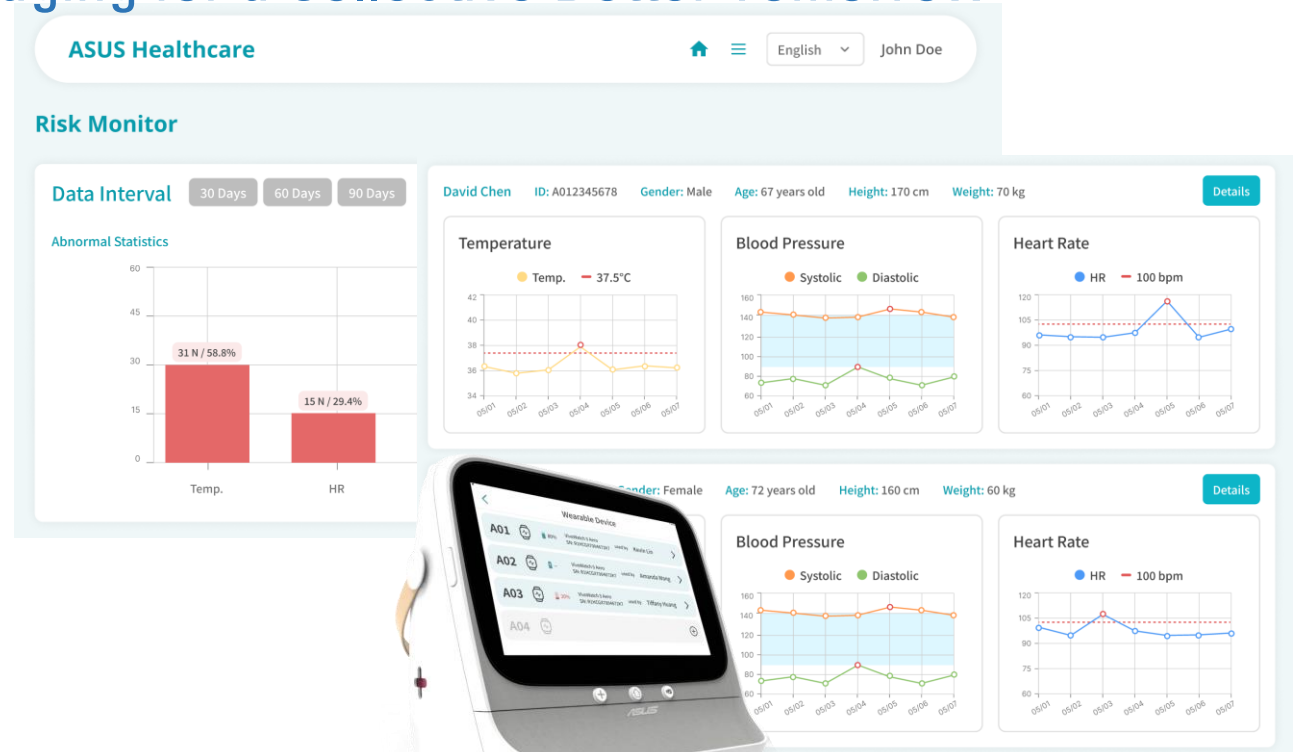 ASUS Healthcare
English
John Doe
Risk Monitor
Data Interval
30 Days
60 Days
90 Days
Abnormal Statistics
60
45
30
15
0
31 N / 58.8%
15 N / 29.4%
Temp.
HR
David Chen ID: A012345678 Gender: Male Age: 67 years old Height: 170 cm Weight: 70 kg
Details
Temperature
Temp. 37.5°C
42
40
38
36
34
05/01 05/02 05/03 05/04 05/05 05/06 05/07
Blood Pressure
Systolic Diastolic
160
140
120
100
80
60
05/01 05/02 05/03 05/04 05/05 05/06 05/07
Heart Rate
HR 100 bpm
120
105
90
75
60
05/01 05/02 05/03 05/04 05/05 05/06 05/07
Gender: Female Age: 72 years old Height: 160 cm Weight: 60 kg
Details
Blood Pressure
Systolic Diastolic
160
140
120
100
80
60
05/01 05/02 05/03 05/04 05/05 05/06 05/07
Heart Rate
HR 100 bpm
120
105
90
75
60
05/01 05/02 05/03 05/04 05/05 05/06 05/07
Wearable Device
A01
A02
used by Amanda Wong
A03
used by Tiffany Huang
A04
ASUS